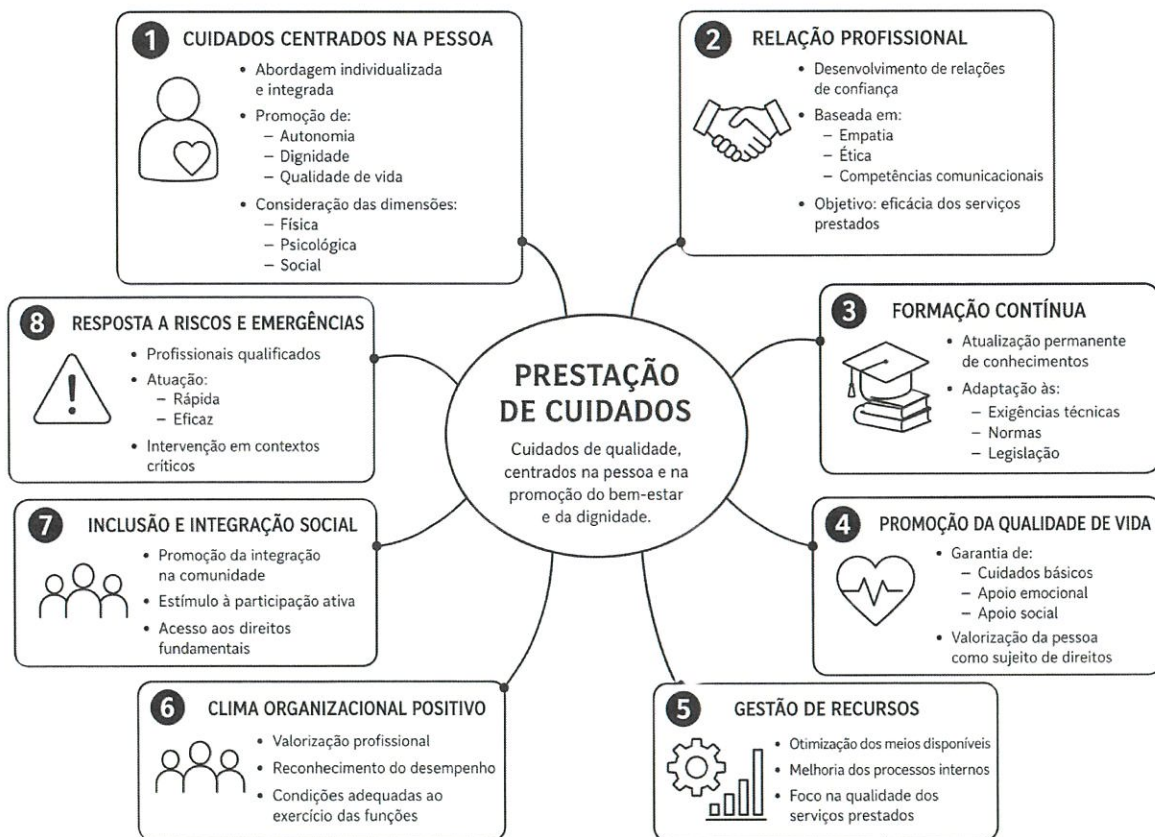 PRESTAÇÃO
DE CUIDADOS
Cuidados de qualidade,
centrados na pessoa e na
promoção do bem-estar
e da dignidade.
1 CUIDADOS CENTRADOS NA PESSOA
• Abordagem individualizada
e integrada
• Promoção de:
– Autonomia
– Dignidade
– Qualidade de vida
• Consideração das dimensões:
– Física
– Psicológica
– Social
2 RELAÇÃO PROFISSIONAL
• Desenvolvimento de relações
de confiança
• Baseada em:
– Empatia
– Ética
– Competências comunicacionais
• Objetivo: eficácia dos serviços
prestados
3 FORMAÇÃO CONTÍNUA
• Atualização permanente
de conhecimentos
• Adaptação às:
– Exigências técnicas
– Normas
– Legislação
4 PROMOÇÃO DA QUALIDADE DE VIDA
• Garantia de:
– Cuidados básicos
– Apoio emocional
– Apoio social
• Valorização da pessoa
como sujeito de direitos
5 GESTÃO DE RECURSOS
• Otimização dos meios disponíveis
• Melhoria dos processos internos
• Foco na qualidade dos
serviços prestados
6 CLIMA ORGANIZACIONAL POSITIVO
• Valorização profissional
• Reconhecimento do desempenho
• Condições adequadas ao
exercício das funções
7 INCLUSÃO E INTEGRAÇÃO SOCIAL
• Promoção da integração
na comunidade
• Estímulo à participação ativa
• Acesso aos direitos
fundamentais
8 RESPOSTA A RISCOS E EMERGÊNCIAS
• Profissionais qualificados
• Atuação:
– Rápida
– Eficaz
• Intervenção em contextos
críticos